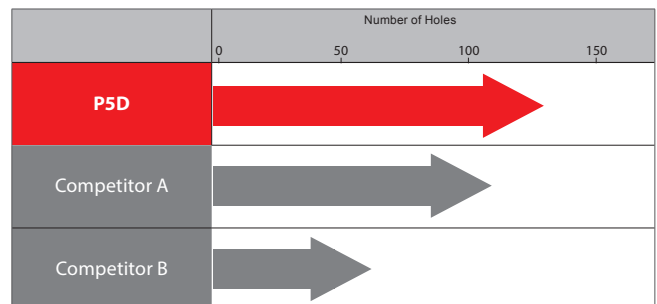 Number of Holes
0 50 100 150
P5D
Competitor A
Competitor B